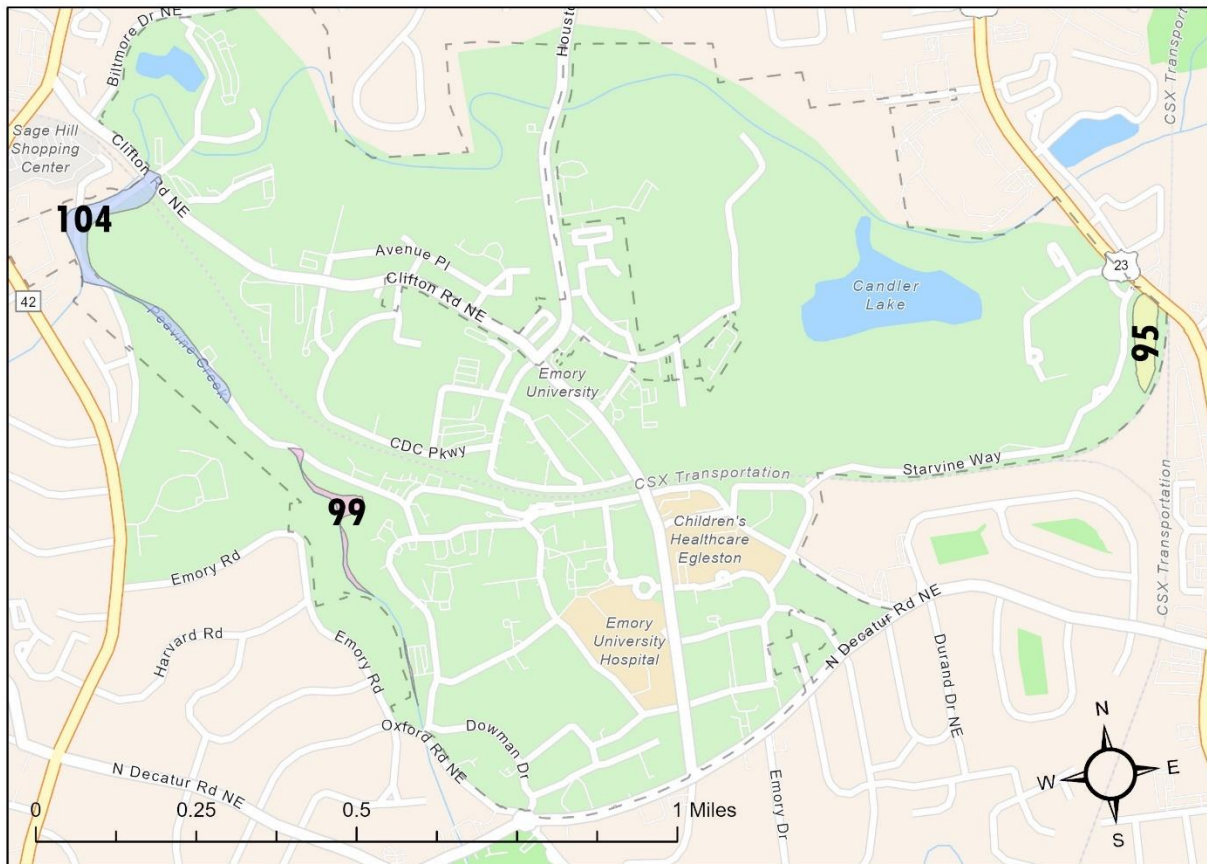 Biltmore Dr NE
Houston
CSX Transport
Sage Hill
Shopping
Center
Clifton Rd NE
104
42
Avenue Pl
Clifton Rd NE
Candler
Lake
23
95
Peavine Creek
Emory
University
CDC Pkwy
CSX Transportation
Starvine Way
99
Children's
Healthcare
Egleston
CSX Transportation
Emory Rd
Harvard Rd
Emory Rd
Emory
University
Hospital
N Decatur Rd NE
Durand Dr NE
Oxford Rd NE
Dowman Dr
N Decatur Rd NE
Emory Dr
N
W
E
S
0
0.25
0.5
1 Miles